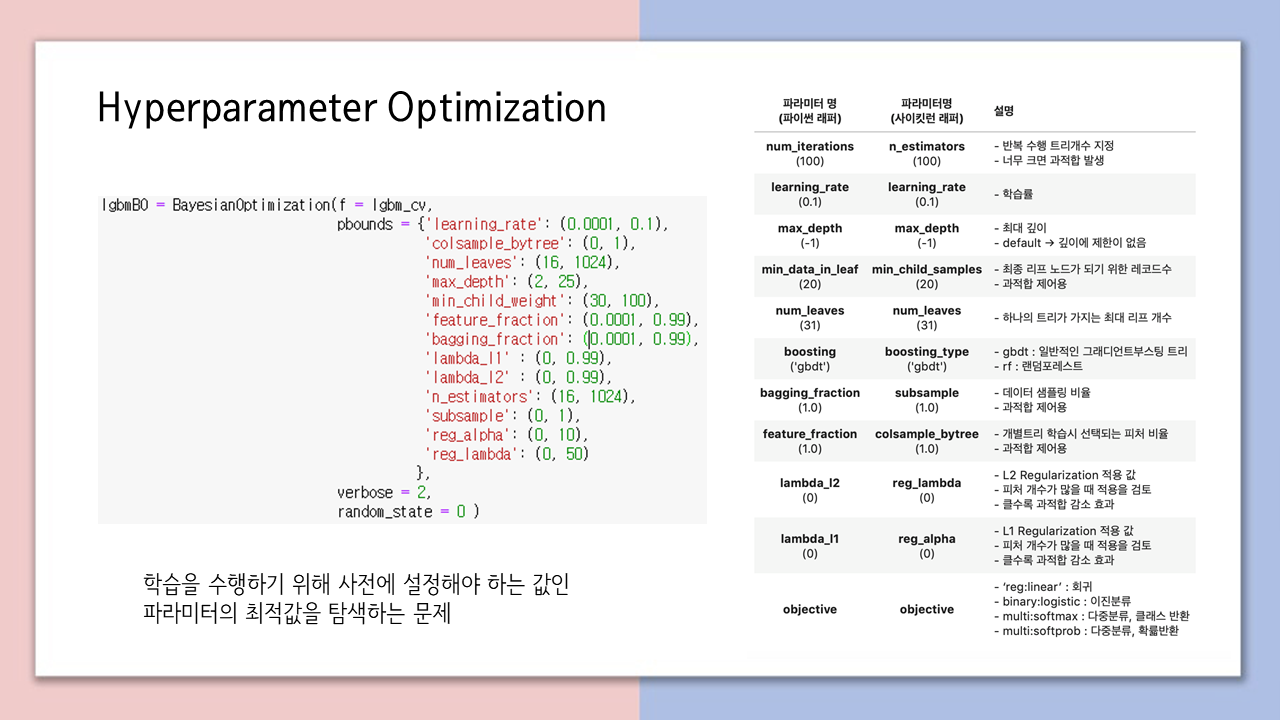 Hyperparameter Optimization
lgbmBO = BayesianOptimization(f = lgbm_cv,
pbounds = {'learning_rate': (0.0001, 0.1),
'colsample_bytree': (0, 1),
'num_leaves': (16, 1024),
'max_depth': (2, 25),
'min_child_weight': (30, 100),
'feature_fraction': (0.0001, 0.99),
'bagging_fraction': (0.0001, 0.99),
'lambda_l1' : (0, 0.99),
'lambda_l2' : (0, 0.99),
'n_estimators': (16, 1024),
'subsample': (0, 1),
'reg_alpha': (0, 10),
'reg_lambda': (0, 50)
},
verbose = 2,
random_state = 0 )
학습을 수행하기 위해 사전에 설정해야 하는 값인
파라미터의 최적값을 탐색하는 문제
파라미터 명 파라미터명 설명
(파이썬 래퍼) (사이킷런 래퍼)
num_iterations n_estimators - 반복 수행 트리개수 지정
(100) (100) - 너무 크면 과적합 발생
learning_rate learning_rate - 학습률
(0.1) (0.1)
max_depth max_depth - 최대 깊이
(-1) (-1) - default → 깊이에 제한이 없음
min_data_in_leaf min_child_samples - 최종 리프 노드가 되기 위한 레코드수
(20) (20) - 과적합 제어용
num_leaves num_leaves - 하나의 트리가 가지는 최대 리프 개수
(31) (31)
boosting boosting_type - gbdt : 일반적인 그래디언트부스팅 트리
('gbdt') ('gbdt') - rf : 랜덤포레스트
bagging_fraction subsample - 데이터 샘플링 비율
(1.0) (1.0) - 과적합 제어용
feature_fraction colsample_bytree - 개별트리 학습시 선택되는 피처 비율
(1.0) (1.0) - 과적합 제어용
lambda_l2 reg_lambda - L2 Regularization 적용 값
(0) (0) - 피처 개수가 많을 때 적용을 검토
- 클수록 과적합 감소 효과
lambda_l1 reg_alpha - L1 Regularization 적용 값
(0) (0) - 피처 개수가 많을 때 적용을 검토
- 클수록 과적합 감소 효과
objective objective - ‘reg:linear’ : 회귀
- binary:logistic : 이진분류
- multi:softmax : 다중분류, 클래스 반환
- multi:softprob : 다중분류, 확률반환